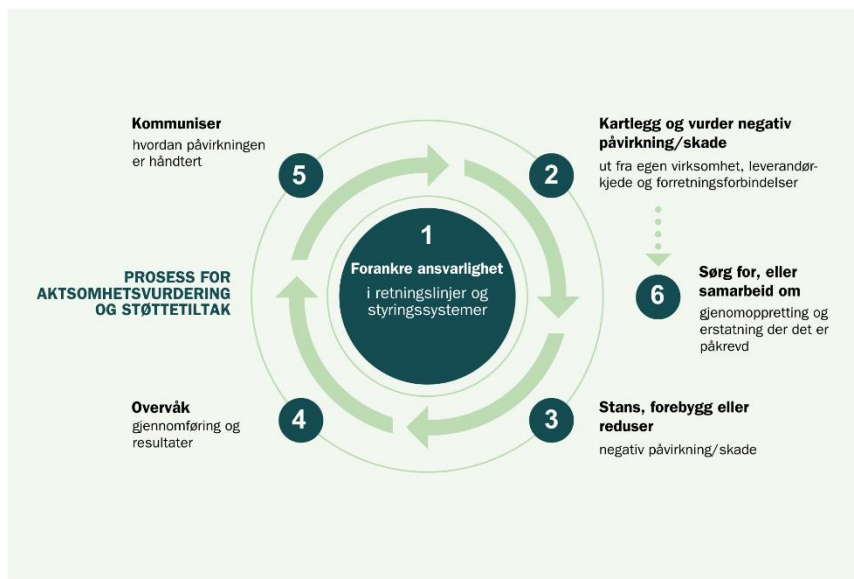 PROSESS FOR
AKTSOMHETSVURDERING
OG STØTTETILTAK
1
Forankre ansvarlighet
i retningslinjer og
styringssystemer
2
Kartlegg og vurder negativ
påvirkning/skade
ut fra egen virksomhet, leverandør-
kjede og forretningsforbindelser
3
Stans, forebygg eller
reduser
negativ påvirkning/skade
4
Overvåk
gjennomføring og
resultater
5
Kommuniser
hvordan påvirkningen
er håndtert
6
Sørg for, eller
samarbeid om
gjenomoppretting og
erstatning der det er
påkrevd